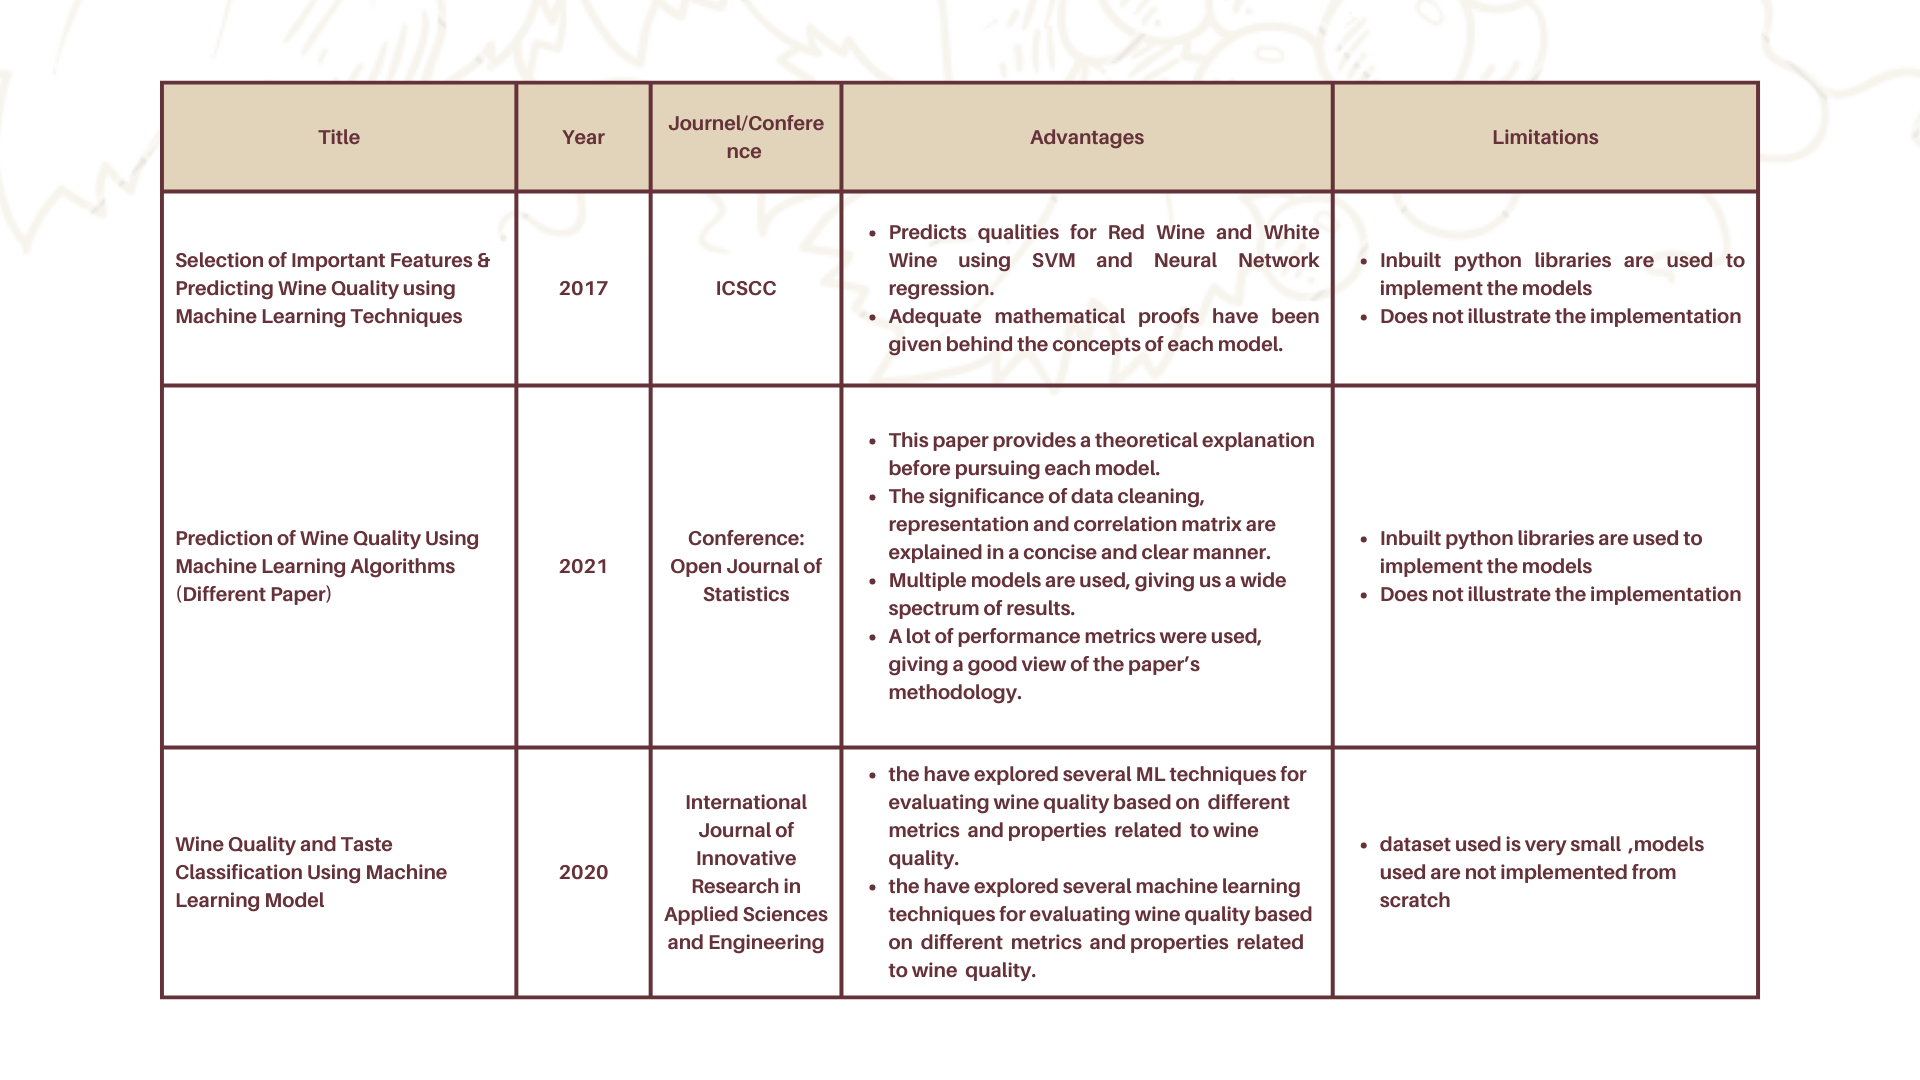 Title
Year
Journel/Confere
nce
Advantages
Limitations
Selection of Important Features &
Predicting Wine Quality using
Machine Learning Techniques
2017
ICSCC
• Predicts qualities for Red Wine and White
Wine using SVM and Neural Network
regression.
• Adequate mathematical proofs have been
given behind the concepts of each model.
• Inbuilt python libraries are used to
implement the models
• Does not illustrate the implementation
Prediction of Wine Quality Using
Machine Learning Algorithms
(Different Paper)
2021
Conference:
Open Journal of
Statistics
• This paper provides a theoretical explanation
before pursuing each model.
• The significance of data cleaning,
representation and correlation matrix are
explained in a concise and clear manner.
• Multiple models are used, giving us a wide
spectrum of results.
• A lot of performance metrics were used,
giving a good view of the paper’s
methodology.
• Inbuilt python libraries are used to
implement the models
• Does not illustrate the implementation
Wine Quality and Taste
Classification Using Machine
Learning Model
2020
International
Journal of
Innovative
Research in
Applied Sciences
and Engineering
• the have explored several ML techniques for
evaluating wine quality based on different
metrics and properties related to wine
quality.
• the have explored several machine learning
techniques for evaluating wine quality based
on different metrics and properties related
to wine quality.
• dataset used is very small ,models
used are not implemented from
scratch